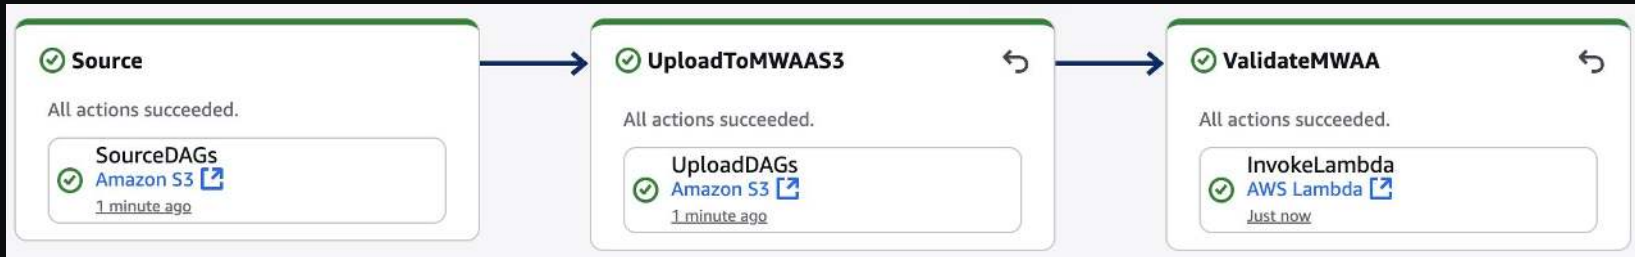 Source
All actions succeeded.
SourceDAGs
Amazon S3
1 minute ago
UploadToMWAAS3
All actions succeeded.
UploadDAGs
Amazon S3
1 minute ago
ValidateMWAA
All actions succeeded.
InvokeLambda
AWS Lambda
Just now